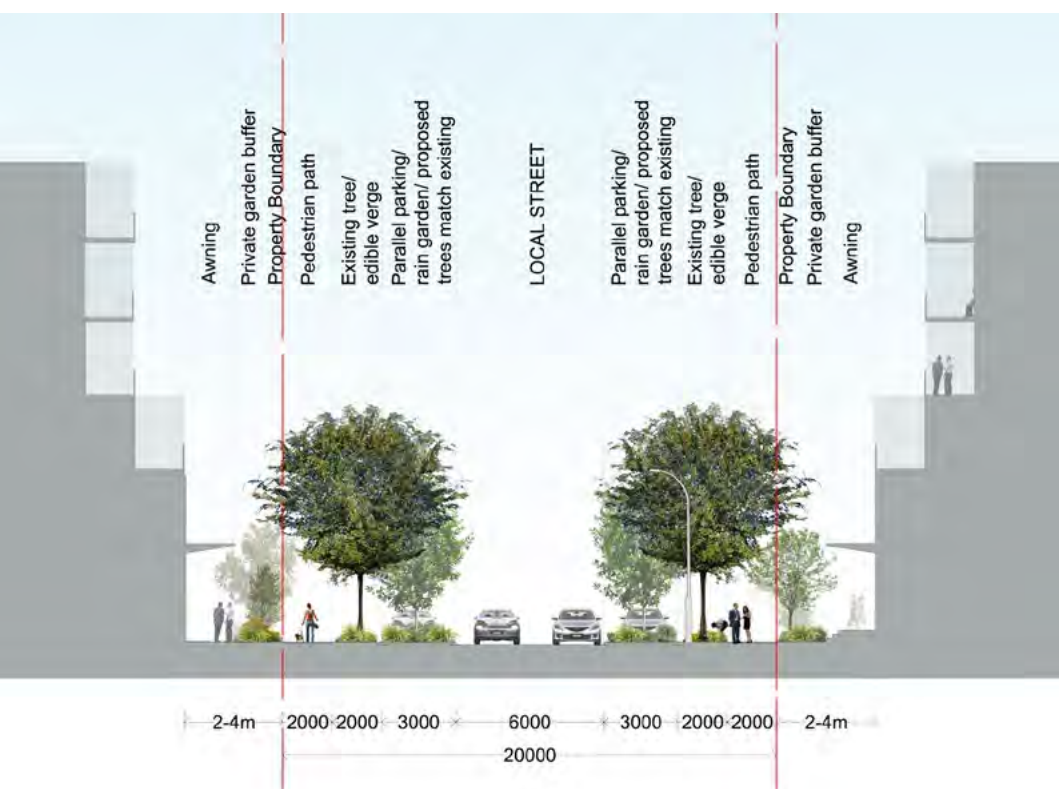 Awning
Private garden buffer
Property Boundary
Pedestrian path
Existing tree/
edible verge
Parallel parking/
rain garden/ proposed
trees match existing
LOCAL STREET
Parallel parking/
rain garden/ proposed
trees match existing
Existing tree/
edible verge
Pedestrian path
Property Boundary
Private garden buffer
Awning
2-4m 2000 2000 3000 6000 3000 2000 2000 2-4m
20000